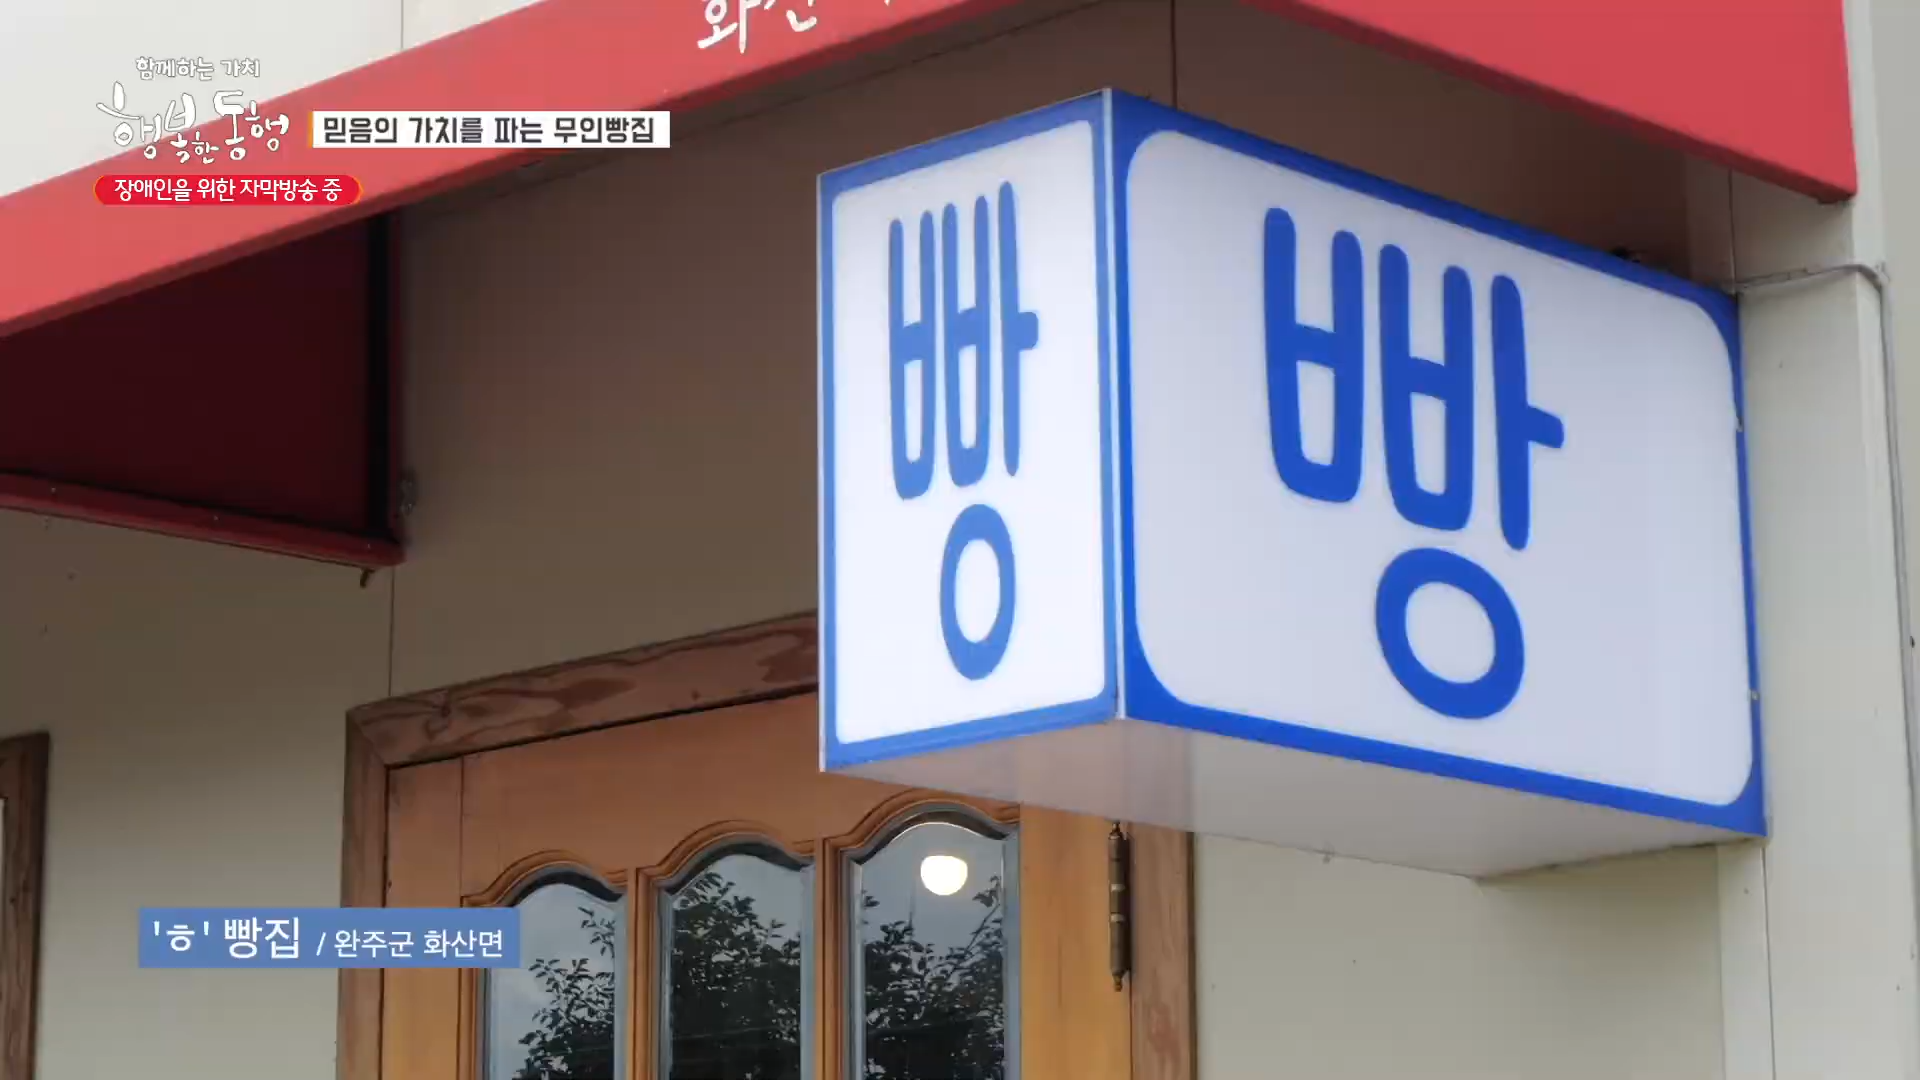 화산
함께하는 가치
행복한 동행
믿음의 가치를 파는 무인빵집
장애인을 위한 자막방송 중
빵
빵
'ㅎ' 빵집 / 완주군 화산면